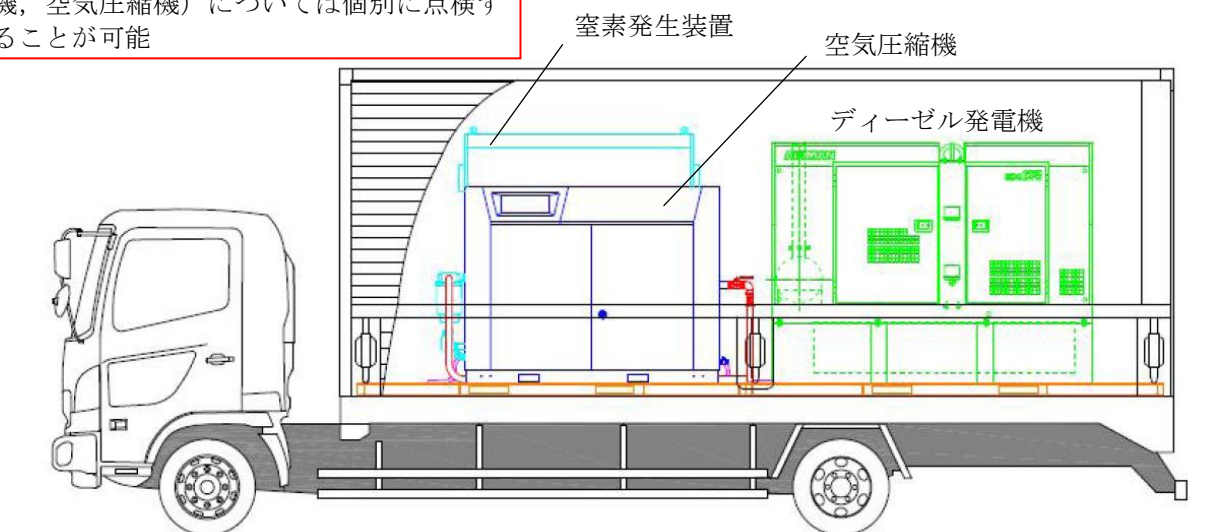 機，空気圧縮機）については個別に点検す
ることが可能
窒素発生装置
空気圧縮機
ディーゼル発電機
AIRMAN